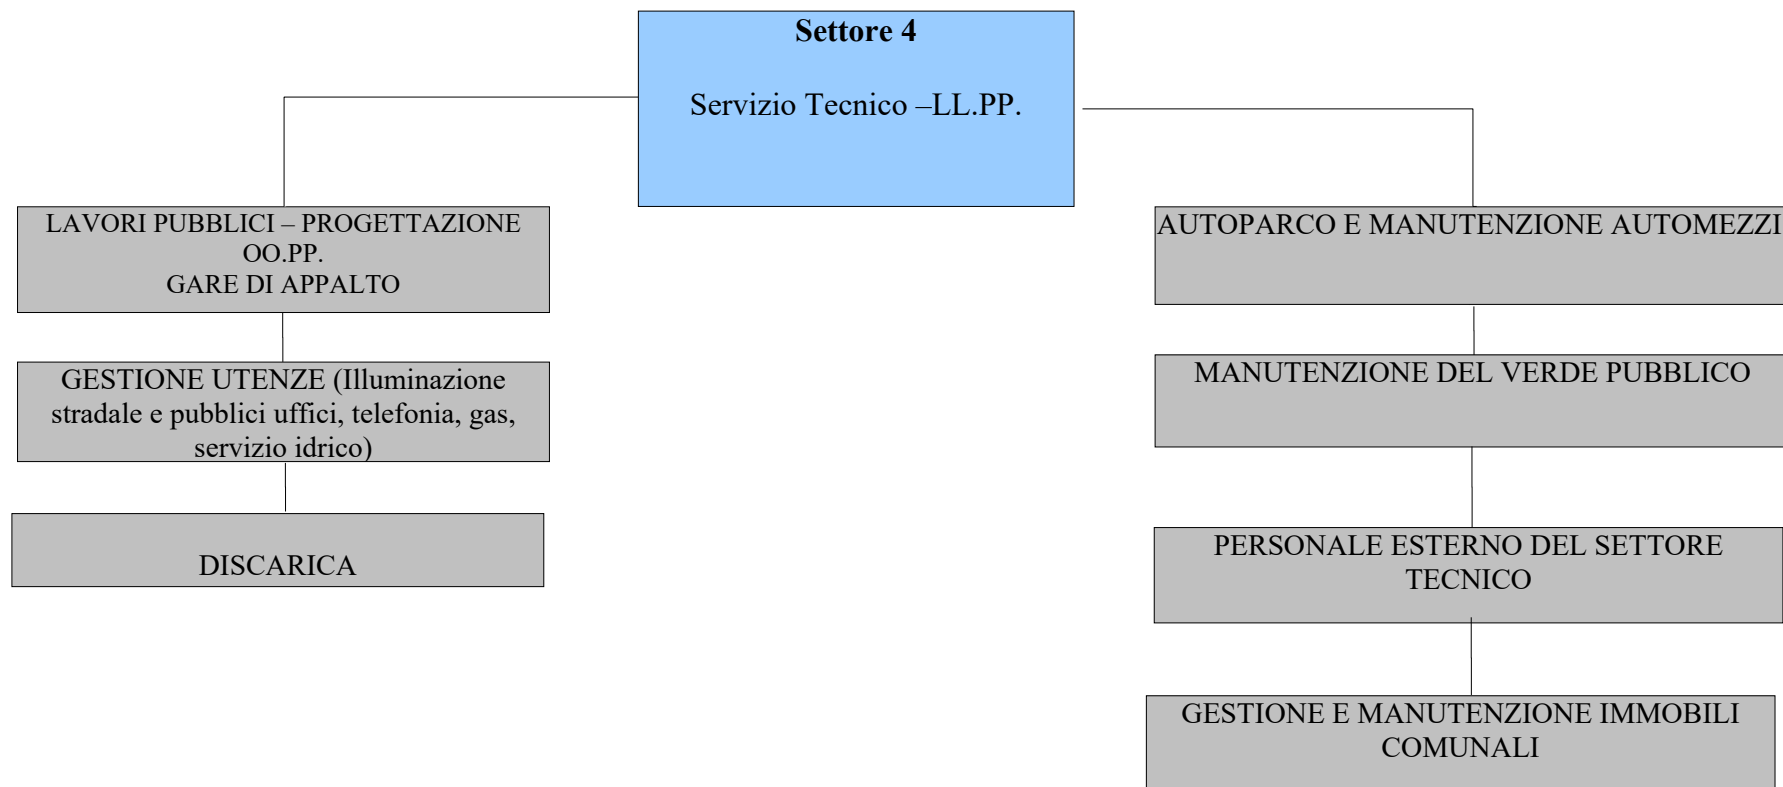 Settore 4
Servizio Tecnico –LL.PP.
LAVORI PUBBLICI – PROGETTAZIONE
OO.PP.
GARE DI APPALTO
GESTIONE UTENZE (Illuminazione
stradale e pubblici uffici, telefonia, gas,
servizio idrico)
DISCARICA
AUTOPARCO E MANUTENZIONE AUTOMEZZI
MANUTENZIONE DEL VERDE PUBBLICO
PERSONALE ESTERNO DEL SETTORE
TECNICO
GESTIONE E MANUTENZIONE IMMOBILI
COMUNALI